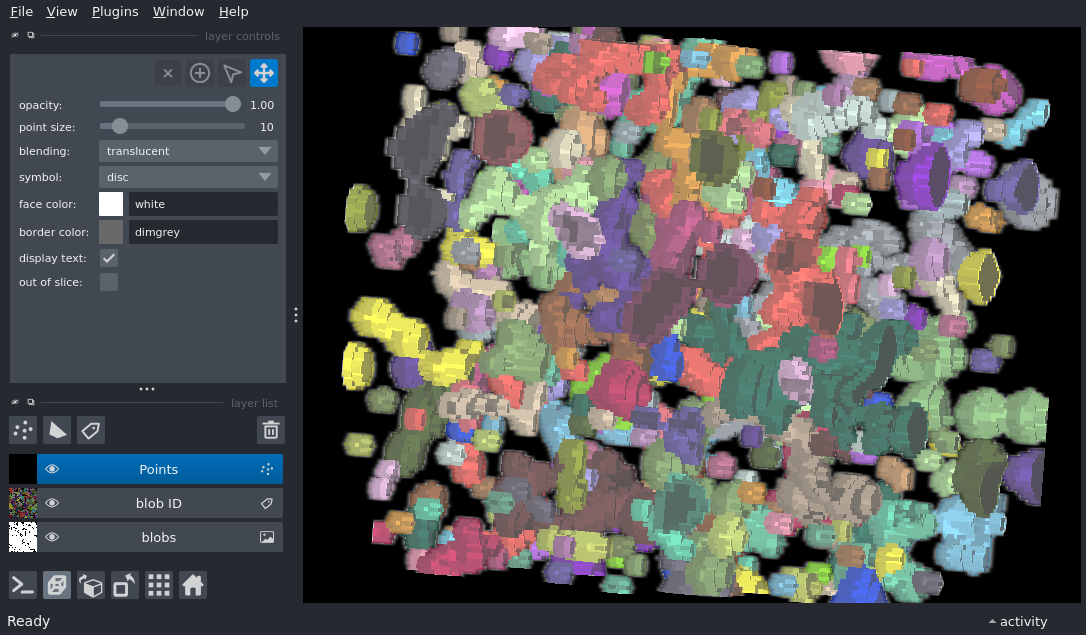 File View Plugins Window Help
layer controls
opacity: 1.00
point size: 10
blending: translucent
symbol: disc
face color: white
border color: dimgrey
display text:
out of slice:
layer list
Points
blob ID
blobs
Ready
activity